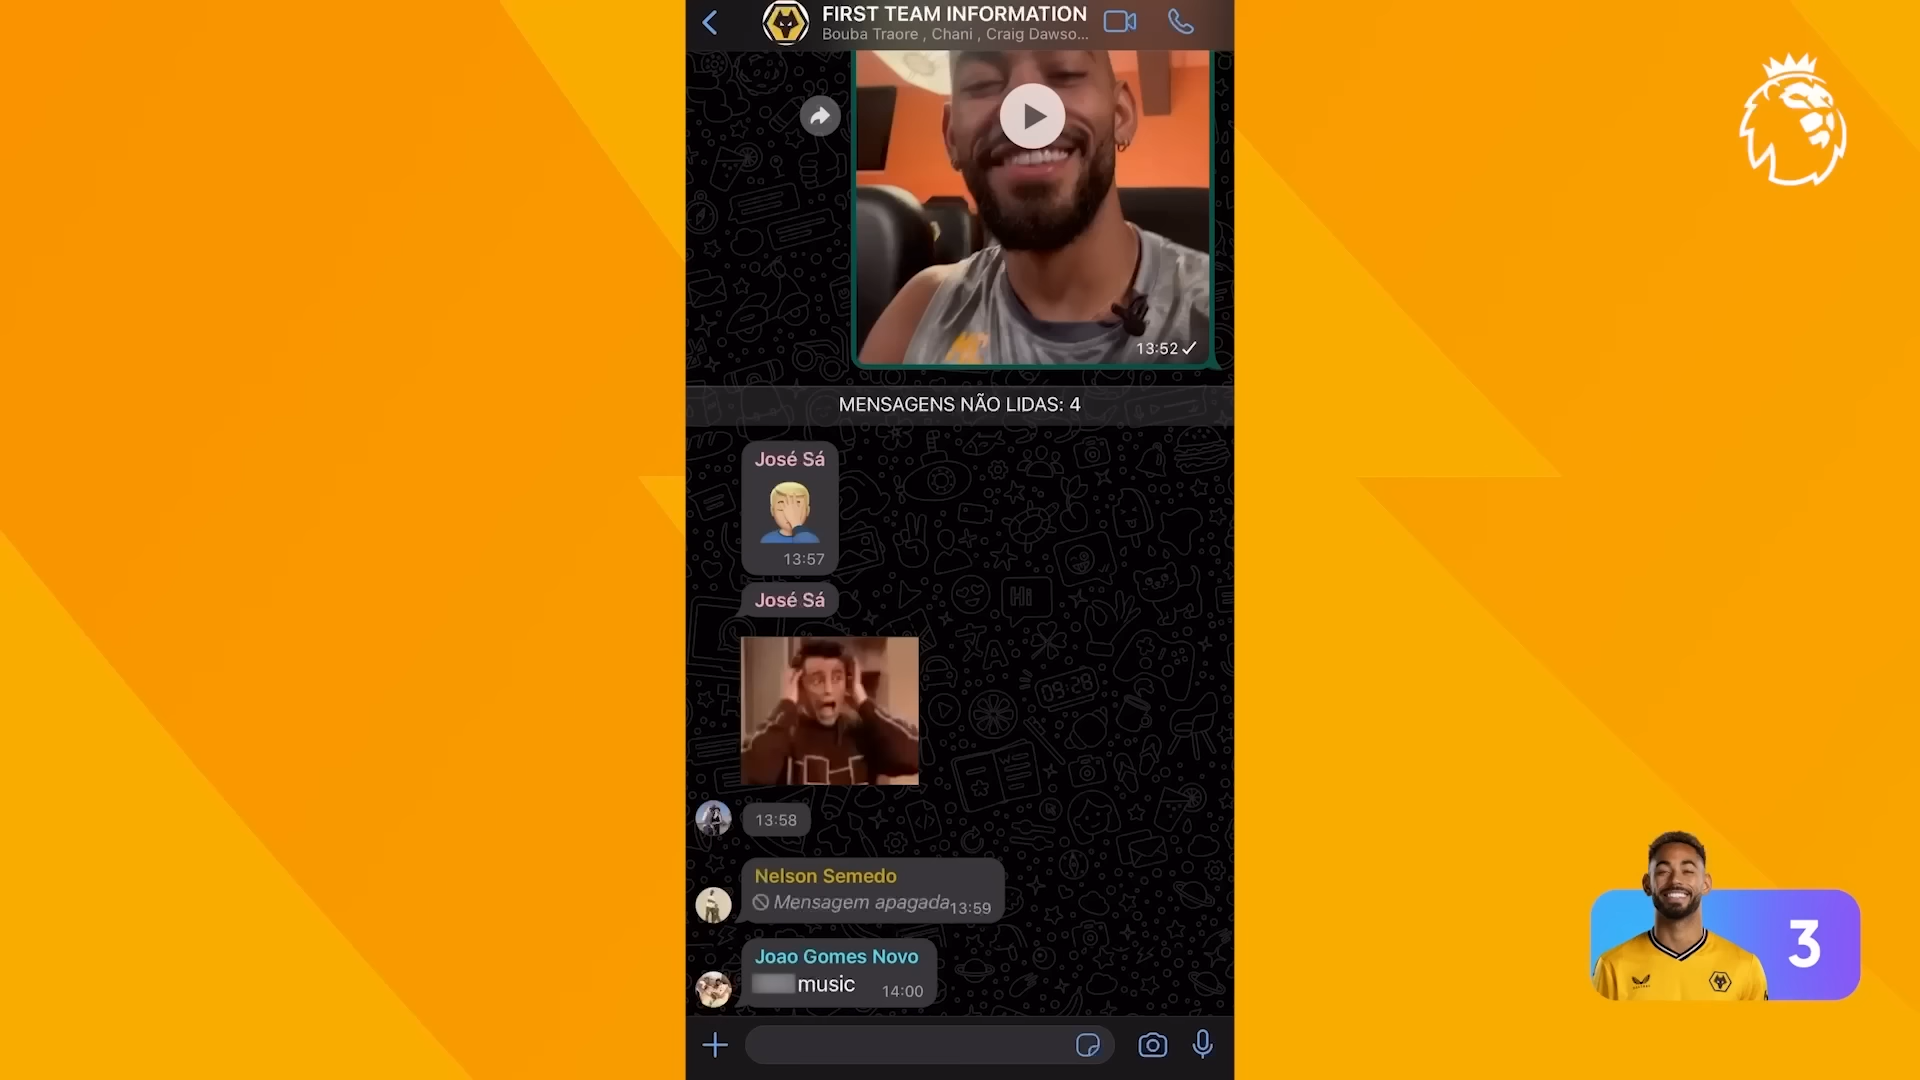 FIRST TEAM INFORMATION
Bouba Traore , Chani , Craig Dawso...
13:52
MENSAGENS NÃO LIDAS: 4
José Sá
13:57
José Sá
13:58
Nelson Semedo
Mensagem apagada 13:59
Joao Gomes Novo
music 14:00
3